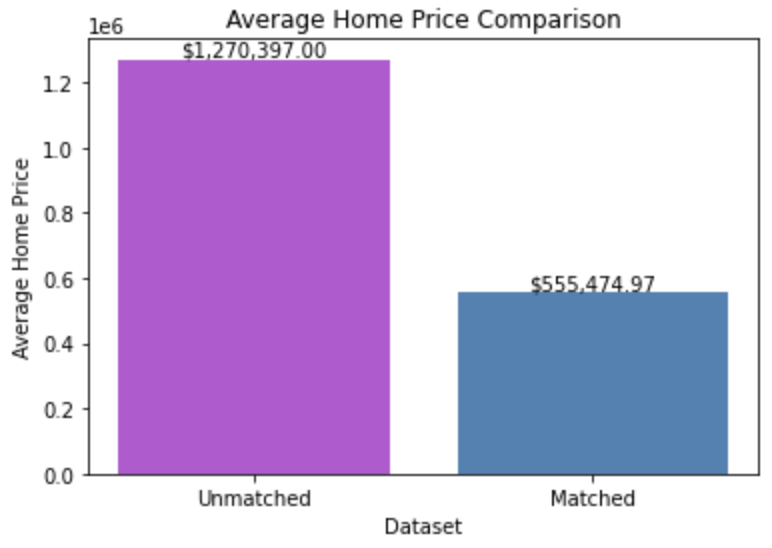 Average Home Price Comparison
1e6
$1,270,397.00
1.2
1.0
0.8
0.6
0.4
0.2
0.0
$555,474.97
Average Home Price
Unmatched
Matched
Dataset